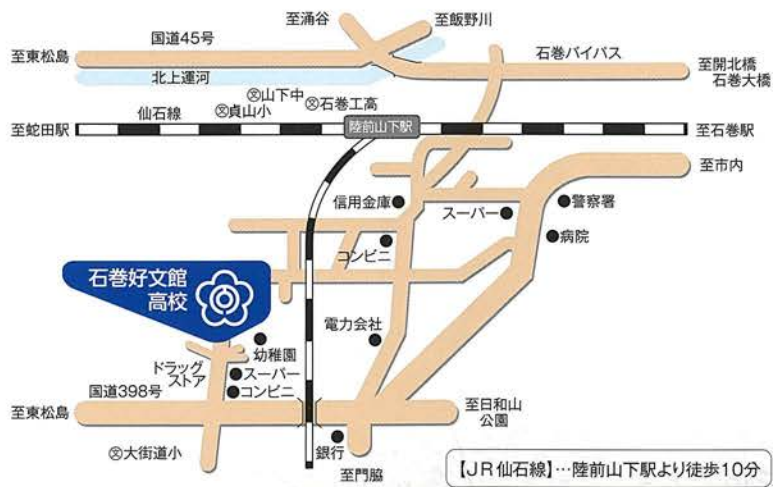 至涌谷
至飯野川
国道45号
至東松島
石巻バイパス
至開北橋
石巻大橋
北上運河
㉆山下中
㉆貞山小
㉆石巻工高
仙石線
陸前山下駅
至蛇田駅
至石巻駅
至市内
信用金庫
スーパー
警察署
コンビニ
病院
石巻好文館
高校
電力会社
幼稚園
ドラッグ
ストア
スーパー
コンビニ
国道398号
至東松島
至日和山
公園
㉆大街道小
銀行
至門脇
【JR仙石線】…陸前山下駅より徒歩10分